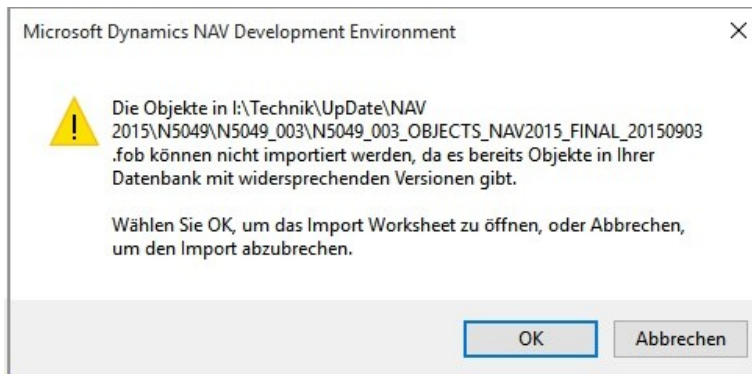 Microsoft Dynamics NAV Development Environment
Die Objekte in I:\Technik\UpDate\NAV
2015\N5049\N5049_003\N5049_003_OBJECTS_NAV2015_FINAL_20150903
.fob können nicht importiert werden, da es bereits Objekte in Ihrer
Datenbank mit widersprechenden Versionen gibt.
Wählen Sie OK, um das Import Worksheet zu öffnen, oder Abbrechen,
um den Import abzubrechen.
OK
Abbrechen